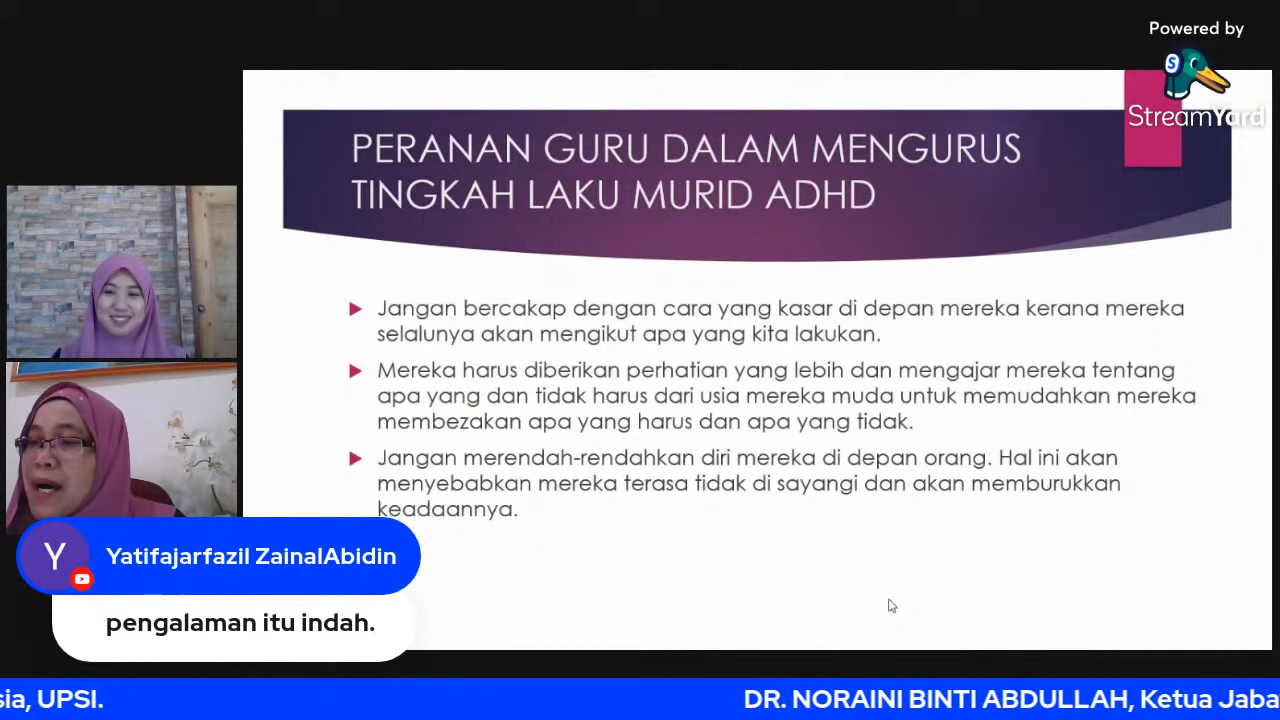 Powered by
StreamYard
PERANAN GURU DALAM MENGURUS
TINGKAH LAKU MURID ADHD
Jangan bercakap dengan cara yang kasar di depan mereka kerana mereka
selalunya akan mengikut apa yang kita lakukan.
Mereka harus diberikan perhatian yang lebih dan mengajar mereka tentang
apa yang dan tidak harus dari usia mereka muda untuk memudahkan mereka
membezakan apa yang harus dan apa yang tidak.
Jangan merendah-rendahkan diri mereka di depan orang. Hal ini akan
menyebabkan mereka terasa tidak di sayangi dan akan memburukkan
keadaannya.
Y
Yatifajarfazil ZainalAbidin
pengalaman itu indah.
sia, UPSI.
DR. NORAINI BINTI ABDULLAH, Ketua Jaba